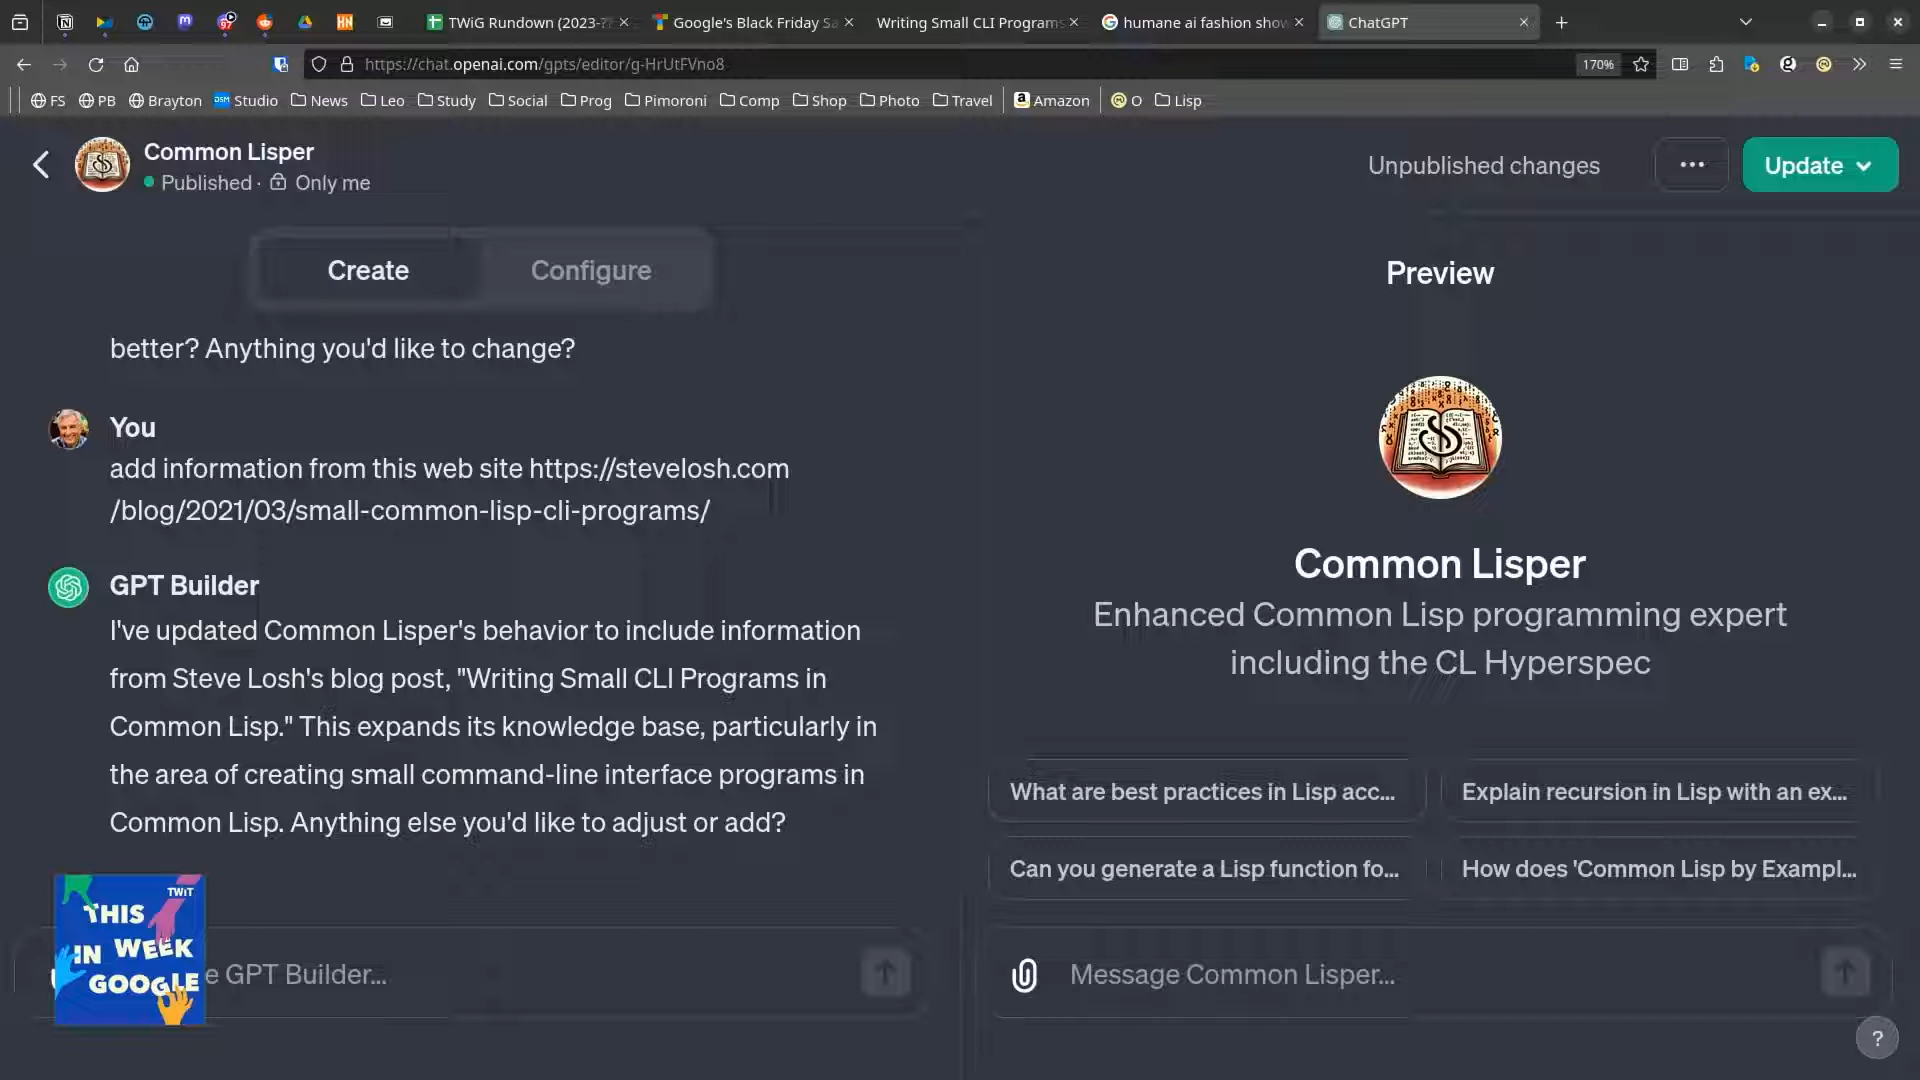 TWiG Rundown (2023-
Google's Black Friday Sa
Writing Small CLI Programs
humane ai fashion show
ChatGPT
https://chat.openai.com/gpts/editor/g-HrUtFVno8
170%
FS
PB
Brayton
DSM Studio
News
Leo
Study
Social
Prog
Pimoroni
Comp
Shop
Photo
Travel
Amazon
O
Lisp
Common Lisper
Published · Only me
Unpublished changes
...
Update
Create
Configure
better? Anything you'd like to change?
You
add information from this web site https://stevelosh.com
/blog/2021/03/small-common-lisp-cli-programs/
GPT Builder
I've updated Common Lisper's behavior to include information
from Steve Losh's blog post, "Writing Small CLI Programs in
Common Lisp." This expands its knowledge base, particularly in
the area of creating small command-line interface programs in
Common Lisp. Anything else you'd like to adjust or add?
TWiT
THIS
IN WEEK
GOOGLE
e GPT Builder...
Preview
Common Lisper
Enhanced Common Lisp programming expert
including the CL Hyperspec
What are best practices in Lisp acc...
Explain recursion in Lisp with an ex...
Can you generate a Lisp function fo...
How does 'Common Lisp by Exampl...
Message Common Lisper...
?